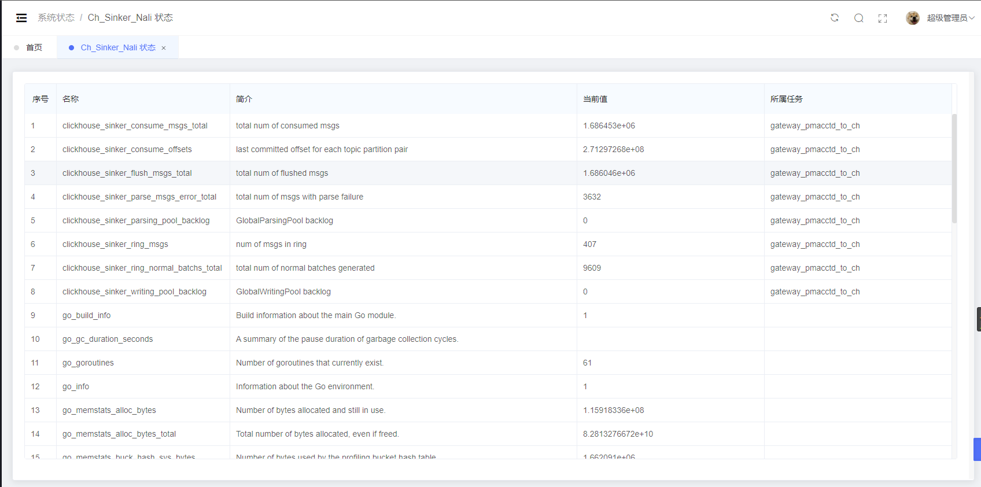 系统状态 / Ch_Sinker_Nali 状态
超级管理员
首页 Ch_Sinker_Nali 状态 ×
序号 名称 简介 当前值 所属任务
1 clickhouse_sinker_consume_msgs_total total num of consumed msgs 1.686453e+06 gateway_pmacctd_to_ch
2 clickhouse_sinker_consume_offsets last committed offset for each topic partition pair 2.71297268e+08 gateway_pmacctd_to_ch
3 clickhouse_sinker_flush_msgs_total total num of flushed msgs 1.686046e+06 gateway_pmacctd_to_ch
4 clickhouse_sinker_parse_msgs_error_total total num of msgs with parse failure 3632 gateway_pmacctd_to_ch
5 clickhouse_sinker_parsing_pool_backlog GlobalParsingPool backlog 0 gateway_pmacctd_to_ch
6 clickhouse_sinker_ring_msgs num of msgs in ring 407 gateway_pmacctd_to_ch
7 clickhouse_sinker_ring_normal_batchs_total total num of normal batches generated 9609 gateway_pmacctd_to_ch
8 clickhouse_sinker_writing_pool_backlog GlobalWritingPool backlog 0 gateway_pmacctd_to_ch
9 go_build_info Build information about the main Go module. 1
10 go_gc_duration_seconds A summary of the pause duration of garbage collection cycles.
11 go_goroutines Number of goroutines that currently exist. 61
12 go_info Information about the Go environment. 1
13 go_memstats_alloc_bytes Number of bytes allocated and still in use. 1.15918336e+08
14 go_memstats_alloc_bytes_total Total number of bytes allocated, even if freed. 8.2813276672e+10
15 go_memstats_buck_hash_sys_bytes Number of bytes used by the profiling bucket hash table. 1.662091e+06